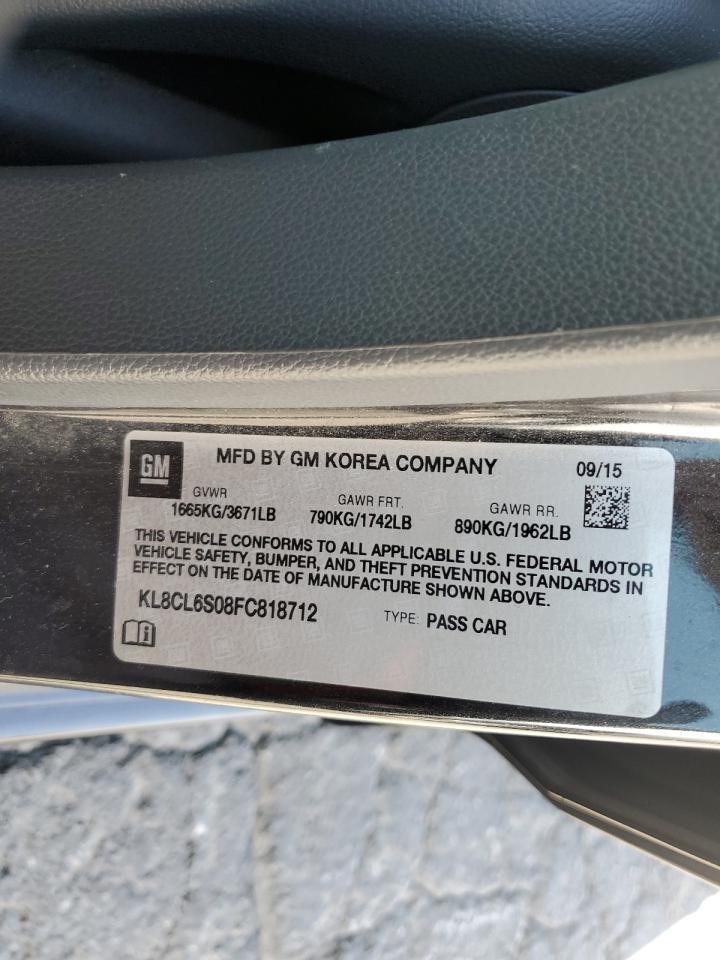 GM
MFD BY GM KOREA COMPANY
09/15
GVWR
1665KG/3671LB
GAWR FRT.
790KG/1742LB
GAWR RR.
890KG/1962LB
THIS VEHICLE CONFORMS TO ALL APPLICABLE U.S. FEDERAL MOTOR
VEHICLE SAFETY, BUMPER, AND THEFT PREVENTION STANDARDS IN
EFFECT ON THE DATE OF MANUFACTURE SHOWN ABOVE.
KL8CL6S08FC818712
TYPE: PASS CAR